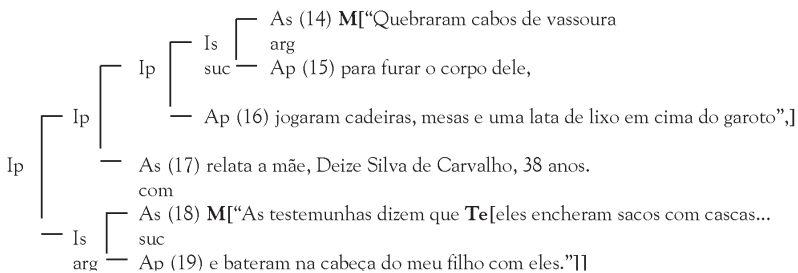 As (14) M[“Quebraram cabos de vassoura
Is arg
Ip suc Ap (15) para furar o corpo dele,
Ip Ap (16) jogaram cadeiras, mesas e uma lata de lixo em cima do garoto”,]
Ip As (17) relata a mãe, Deize Silva de Carvalho, 38 anos.
com
As (18) M[“As testemunhas dizem que Te[eles encheram sacos com cascas...
Is suc
arg Ap (19) e bateram na cabeça do meu filho com eles.”]]